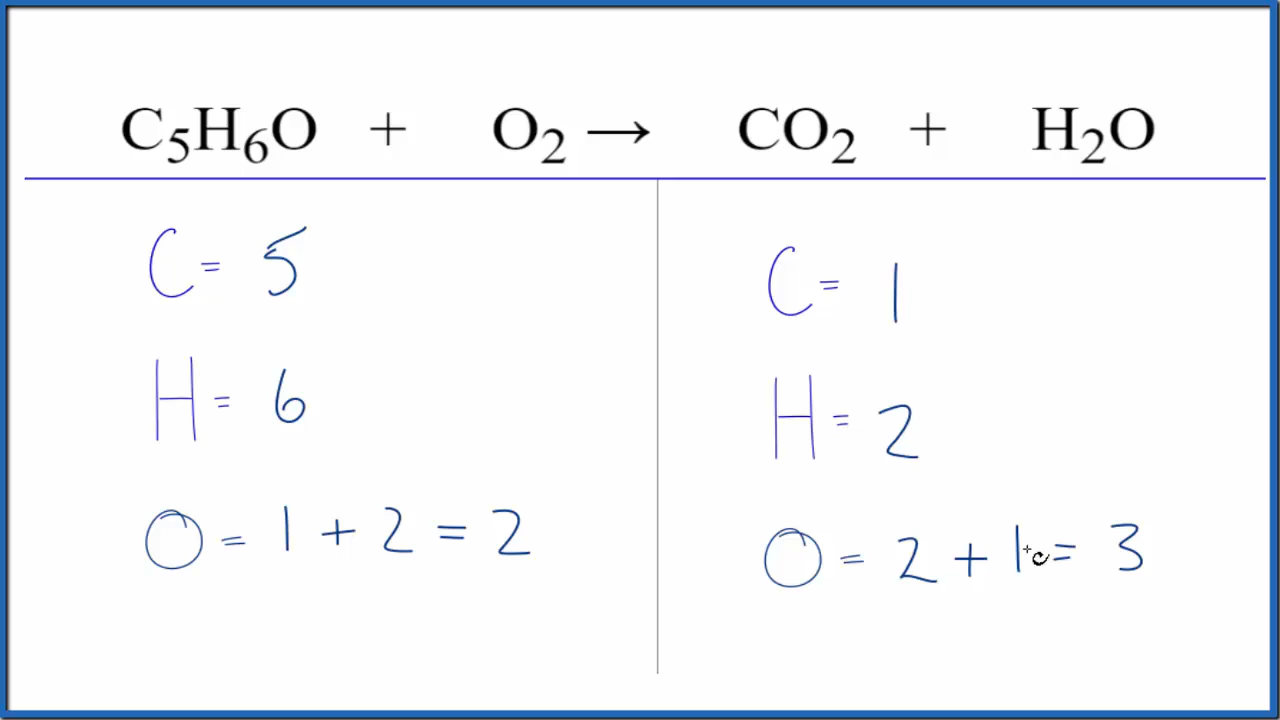 C₅H₆O + O₂ → CO₂ + H₂O
C = 5
H = 6
O = 1 + 2 = 2
C = 1
H = 2
O = 2 + 1 = 3